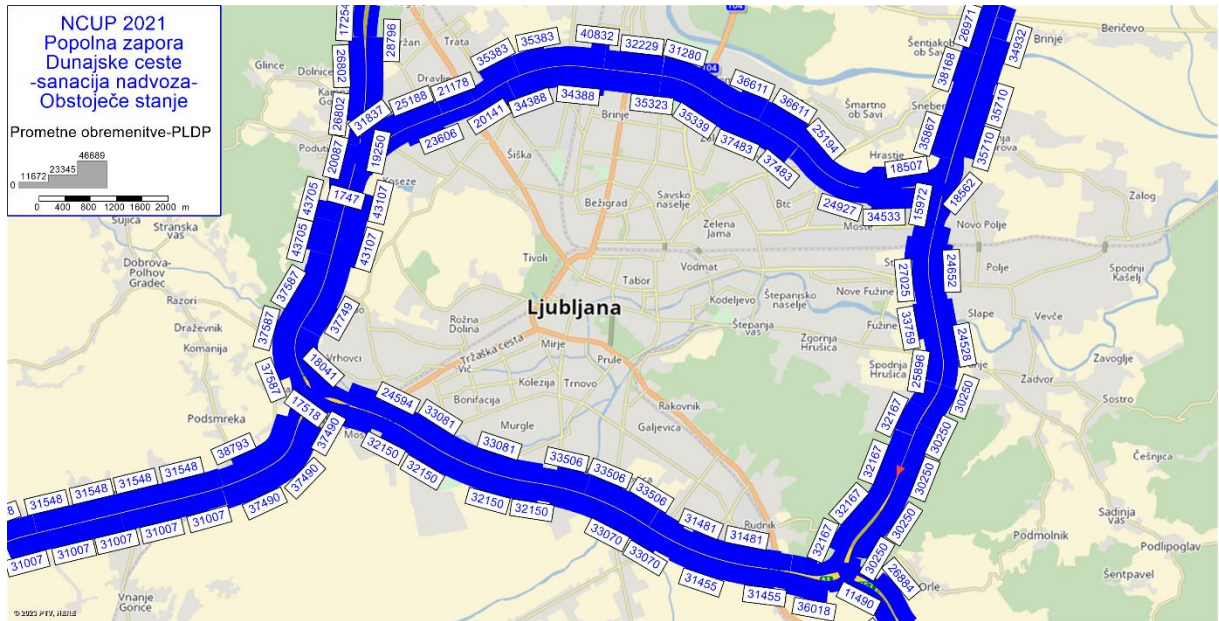 NCUP 2021
Popolna zapora
Dunajske ceste
-sanacija nadvoza-
Obstoječe stanje
Prometne obremenitve-PLDP
46689
23345
11672
0
0 400 800 1200 1600 2000 m
17254
28796
26802
26802
31837
25188
21178
35383
35383
40832
32229
31280
36611
36611
25194
18507
35867
38168
26971
34932
35710
35710
18562
20087
19250
23606
20141
34388
34388
35323
35339
37483
37483
24927
34533
15972
1747
43705
43107
43705
43107
37587
37749
37587
37587
18041
17518
37490
24594
33081
33081
33506
33506
33506
31481
31481
32150
32150
32150
32150
33070
33070
31455
31455
36018
11490
26884
38793
31548
31548
31548
31548
37490
37490
31007
31007
31007
31007
31007
27025
24652
33759
24528
25896
30250
32167
30250
32167
30250
32167
30250
32167
30250
Glince
Dolnice
Trata
Dravlje
Brinje
Šiška
Koseze
Bežigrad
Savsko
naselje
Zelena
Jama
Btc
Moste
Hrastje
Šmartno
ob Savi
Sneberje
Šentjakob
ob Savi
Brinje
Beričevo
Zalog
Novo Polje
Polje
Spodnji
Kašelj
Slape
Vevče
Zavoglje
Zadvor
Sostro
Češnjica
Sadinja
vas
Podlipoglav
Podmolnik
Šentpavel
Orle
Rudnik
Galjevica
Rakovnik
Spodnja
Hrušica
Zgornja
Hrušica
Fužine
Nove Fužine
Štepanjsko
naselje
Štepanja
vas
Kodeljevo
Vodmat
Tabor
Tivoli
Ljubljana
Rožna
Dolina
Mirje
Prule
Tržaška cesta
Vič
Kolezija
Trnovo
Bonifacija
Murgle
Vrhovci
Sujica
Stranska
vas
Dobrova-
Polhov
Gradec
Razori
Draževnik
Komanija
Podsmreka
Vnanje
Gorice
104
104
© 2023 PTV, HERE